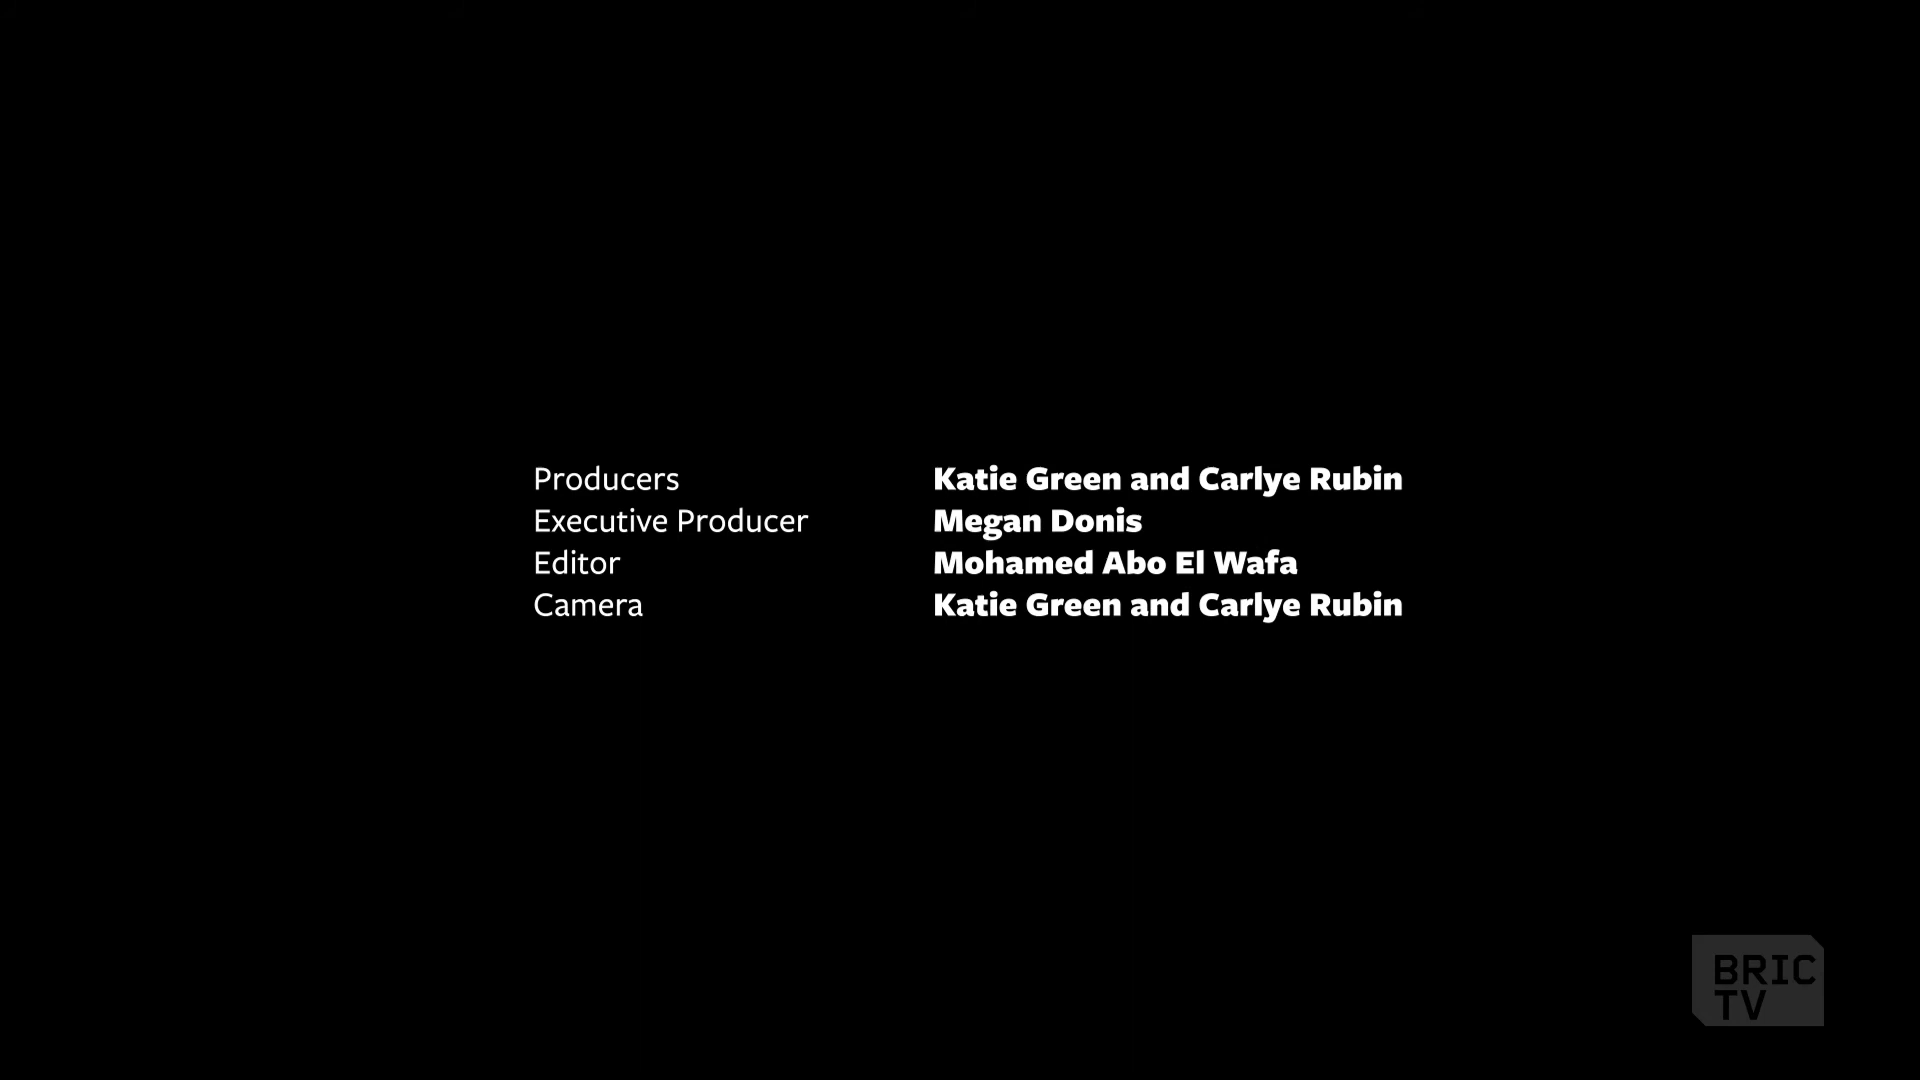 Producers Katie Green and Carlye Rubin
Executive Producer Megan Donis
Editor Mohamed Abo El Wafa
Camera Katie Green and Carlye Rubin
BRIC
TV